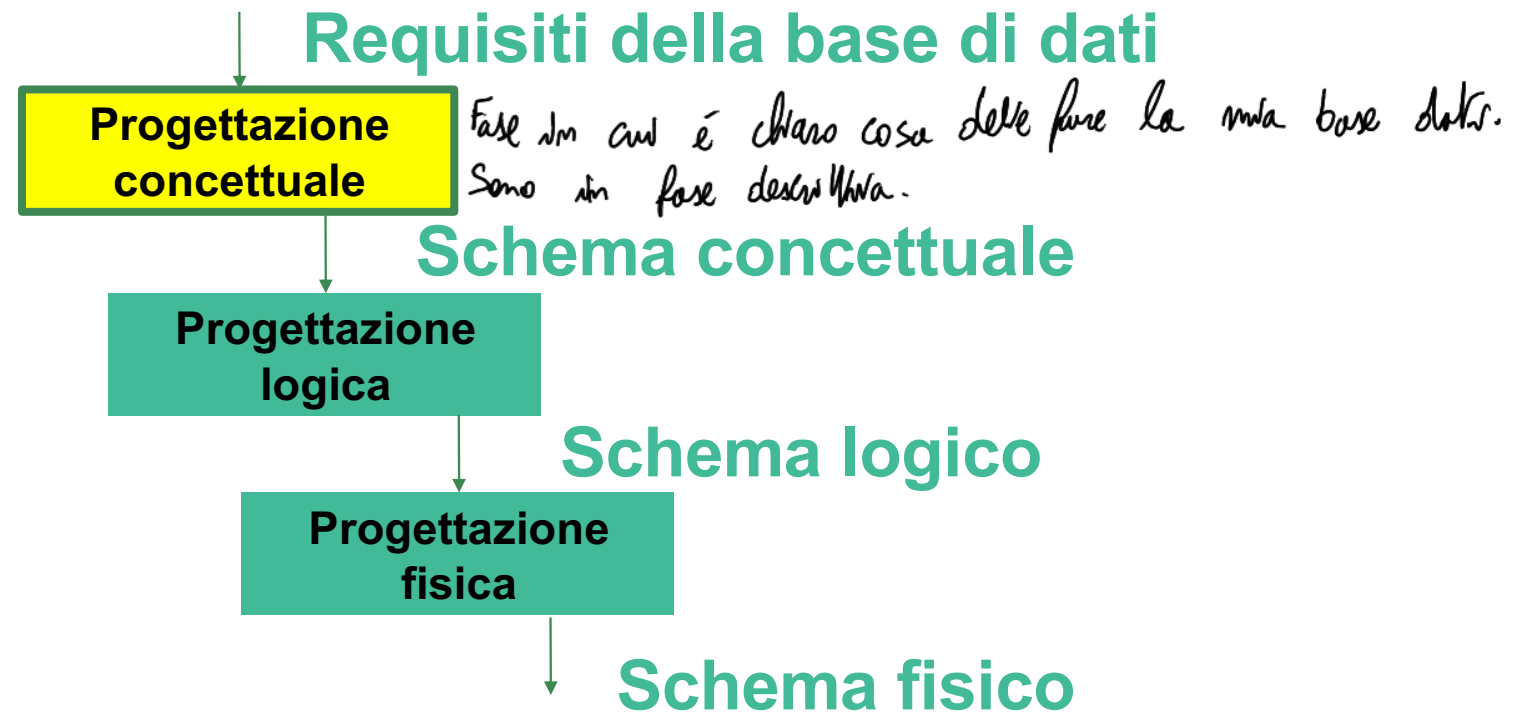 Requisiti della base di dati
Progettazione
concettuale
Fase in cui é chiaro cosa deve fare la mia base dati.
Sono in fase descrittiva.
Schema concettuale
Progettazione
logica
Schema logico
Progettazione
fisica
Schema fisico